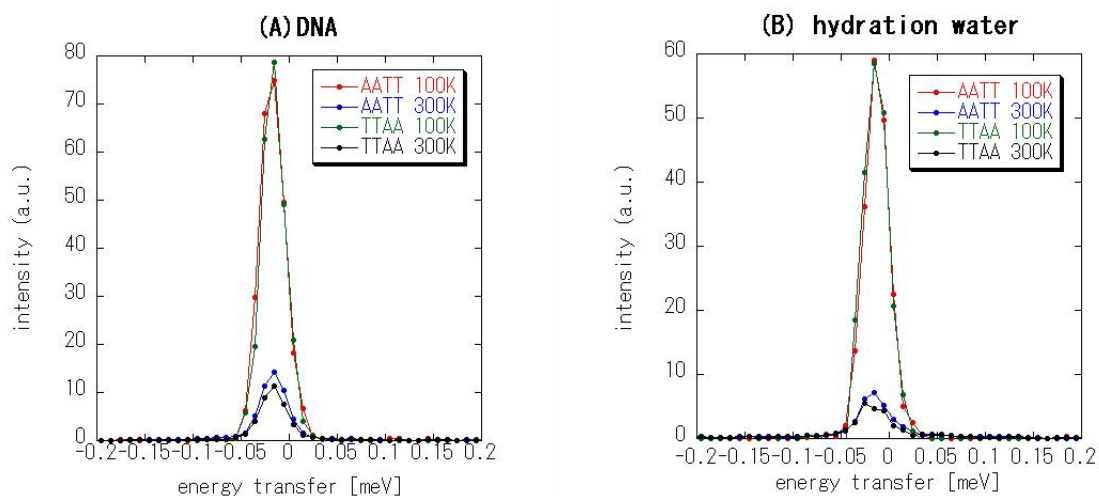 (A)DNA
80
70
60
50
40
30
20
10
0
intensity (a.u.)
AATT 100K
AATT 300K
TTAA 100K
TTAA 300K
-0.2 -0.15 -0.1 -0.05 0 0.05 0.1 0.15 0.2
energy transfer [meV]
(B) hydration water
60
50
40
30
20
10
0
intensity (a.u.)
AATT 100K
AATT 300K
TTAA 100K
TTAA 300K
-0.2 -0.15 -0.1 -0.05 0 0.05 0.1 0.15 0.2
energy transfer [meV]